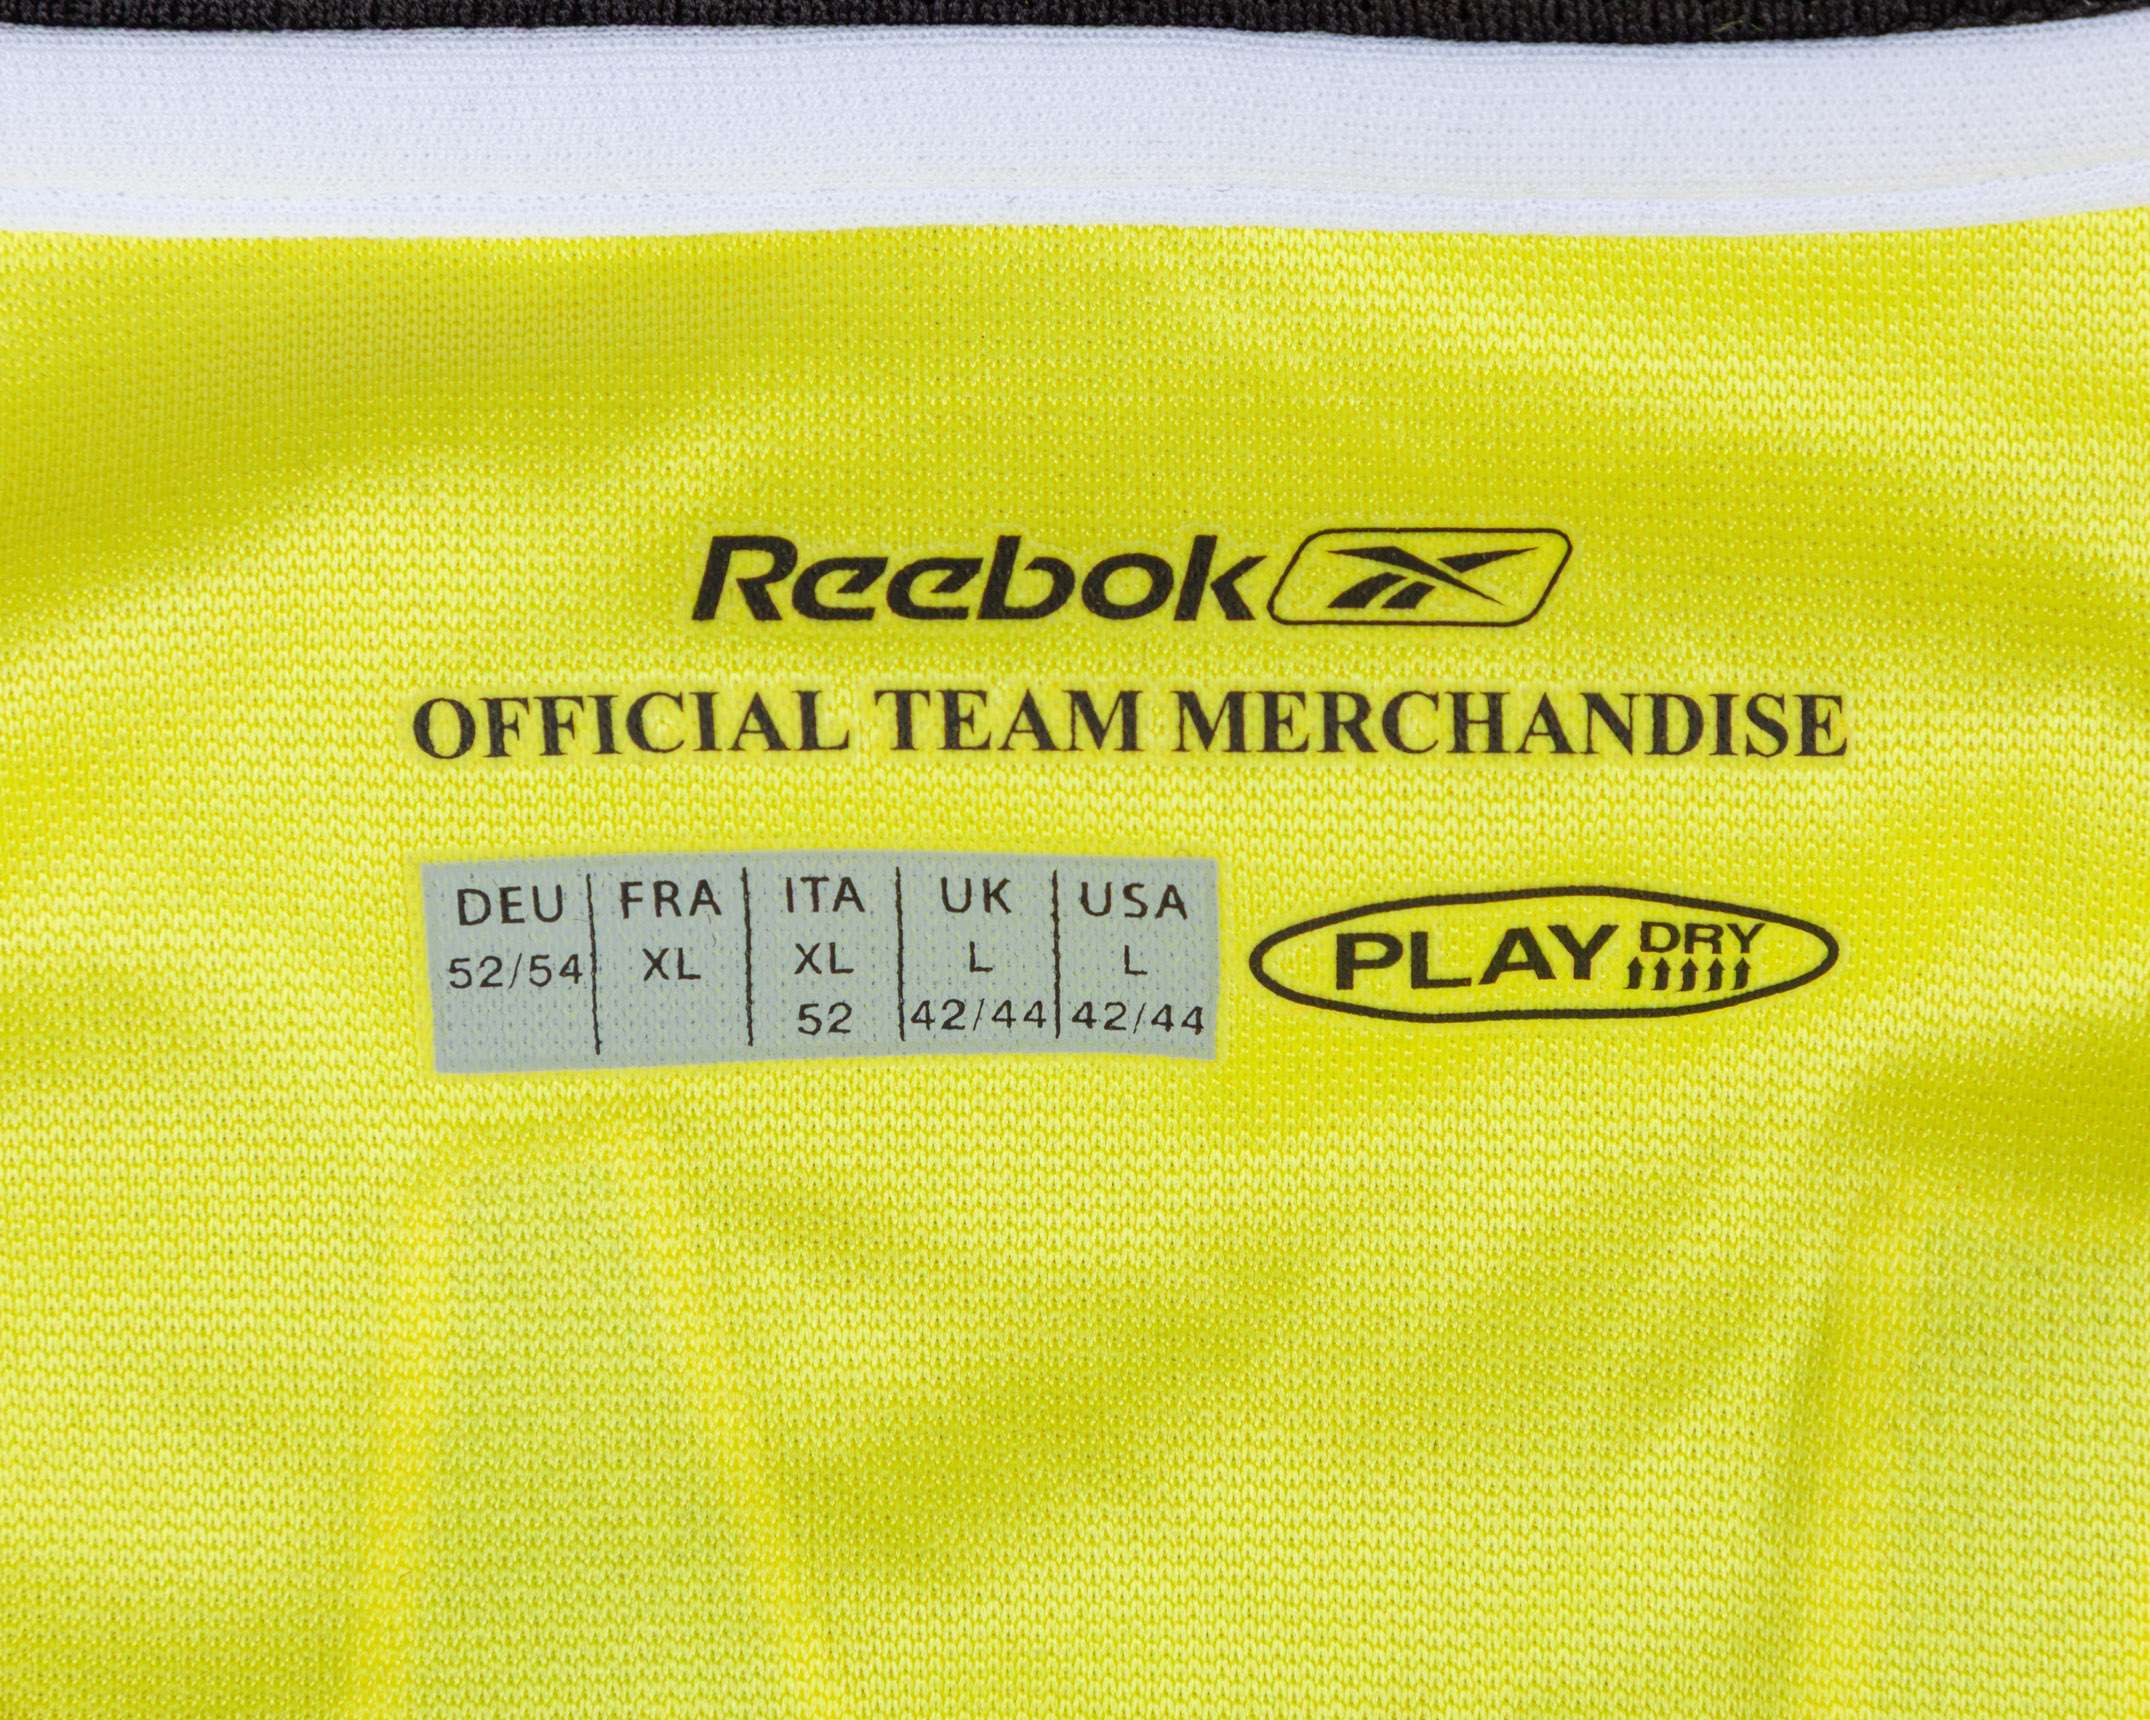 Reebok
OFFICIAL TEAM MERCHANDISE
DEU FRA ITA UK USA
52/54 XL XL L L
52 42/44 42/44
PLAY DRY